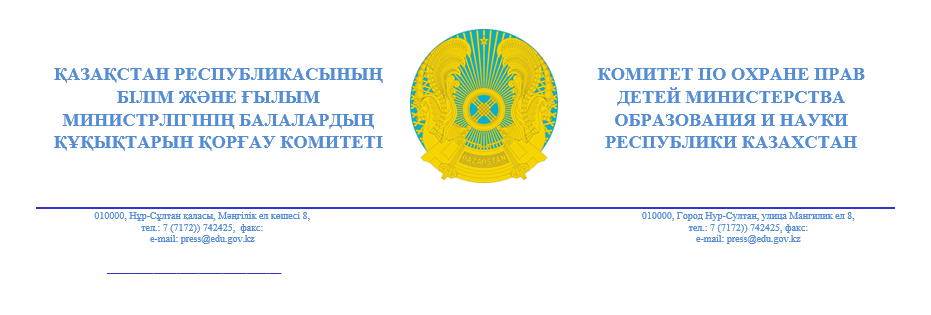 ҚАЗАҚСТАН РЕСПУБЛИКАСЫНЫҢ
БІЛІМ ЖӘНЕ ҒЫЛЫМ
МИНИСТРЛІГІНІҢ БАЛАЛАРДЫҢ
ҚҰҚЫҚТАРЫН ҚОРҒАУ КОМИТЕТІ
QAZAQSTAN
КОМИТЕТ ПО ОХРАНЕ ПРАВ
ДЕТЕЙ МИНИСТЕРСТВА
ОБРАЗОВАНИЯ И НАУКИ
РЕСПУБЛИКИ КАЗАХСТАН
010000, Нұр-Сұлтан қаласы, Мәңгілік ел көшесі 8,
тел.: 7 (7172)) 742425, факс:
e-mail: press@edu.gov.kz
010000, Город Нур-Султан, улица Мангилик ел 8,
тел.: 7 (7172)) 742425, факс:
e-mail: press@edu.gov.kz